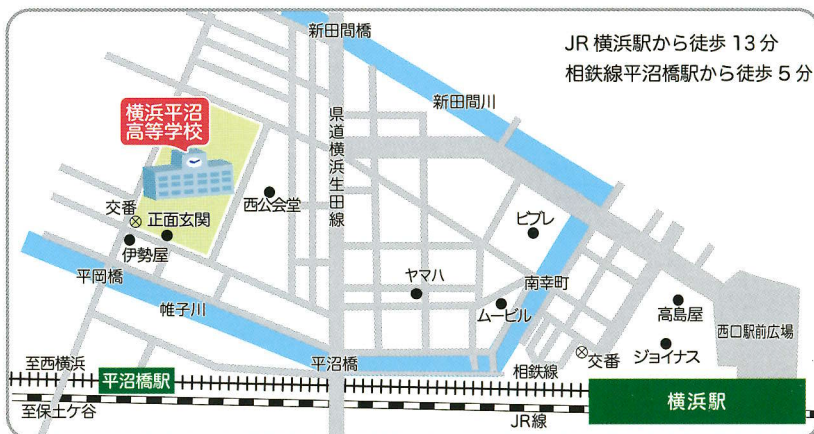 新田間橋
JR 横浜駅から徒歩 13 分
相鉄線平沼橋駅から徒歩 5 分
新田間川
横浜平沼
高等学校
県道横浜生田線
西公会堂
交番
正面玄関
伊勢屋
平岡橋
帷子川
ビブレ
ヤマハ
南幸町
ムービル
高島屋
西口駅前広場
ジョイナス
交番
平沼橋
相鉄線
至西横浜
平沼橋駅
横浜駅
至保土ケ谷
JR線